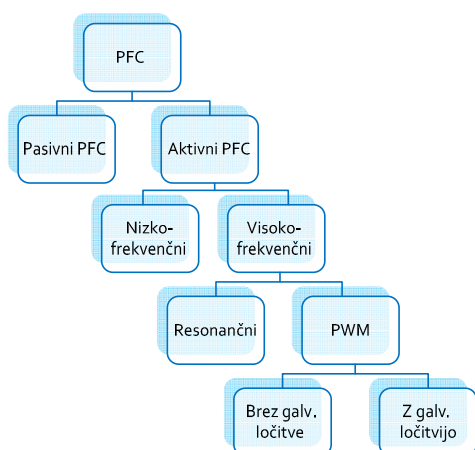 PFC
Pasivni PFC
Aktivni PFC
Nizko-
frekvenčni
Visoko-
frekvenčni
Resonančni
PWM
Brez galv.
ločitve
Z galv.
ločitvijo